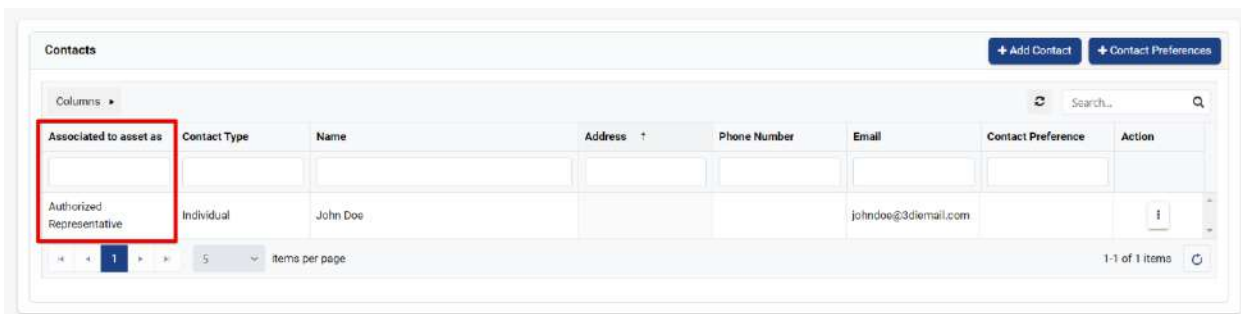 Contacts
+ Add Contact
+ Contact Preferences
Columns
Search...
Associated to asset as Contact Type Name Address ↑ Phone Number Email Contact Preference Action
Authorized
Representative
Individual John Doe johndoe@3diemail.com
1 5 items per page 1-1 of 1 items